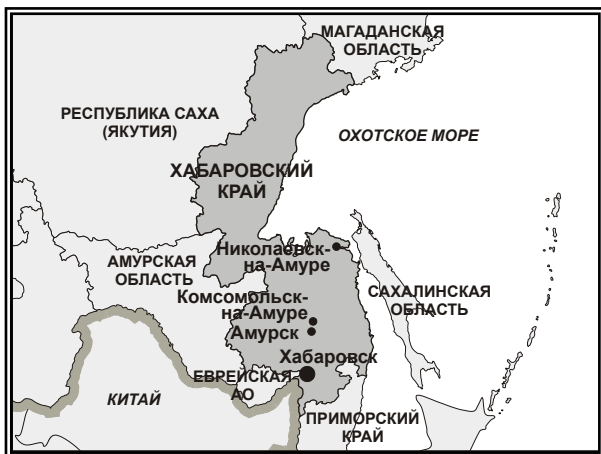 МАГАДАНСКАЯ
ОБЛАСТЬ
РЕСПУБЛИКА САХА
(ЯКУТИЯ)
ОХОТСКОЕ МОРЕ
ХАБАРОВСКИЙ
КРАЙ
Николаевск-
на-Амуре
АМУРСКАЯ
ОБЛАСТЬ
САХАЛИНСКАЯ
ОБЛАСТЬ
Комсомольск-
на-Амуре
Амурск
Хабаровск
ЕВРЕЙСКАЯ
АО
КИТАЙ
ПРИМОРСКИЙ
КРАЙ